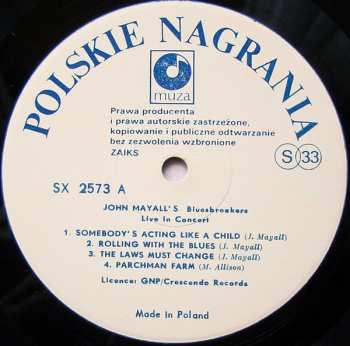 POLSKIE NAGRANIA
muza
Prawa producenta
i prawa autorskie zastrzeżone,
kopiowanie i publiczne odtwarzanie
bez zezwolenia wzbronione
ZAIKS
S 33
SX 2573 A
JOHN MAYALL'S Bluesbreakers
Live In Concert
1. SOMEBODY'S ACTING LIKE A CHILD (J. Mayall)
2. ROLLING WITH THE BLUES (J. Mayall)
3. THE LAWS MUST CHANGE (J. Mayall)
4. PARCHMAN FARM (M. Allison)
Licence: GNP/Crescendo Records
Made in Poland